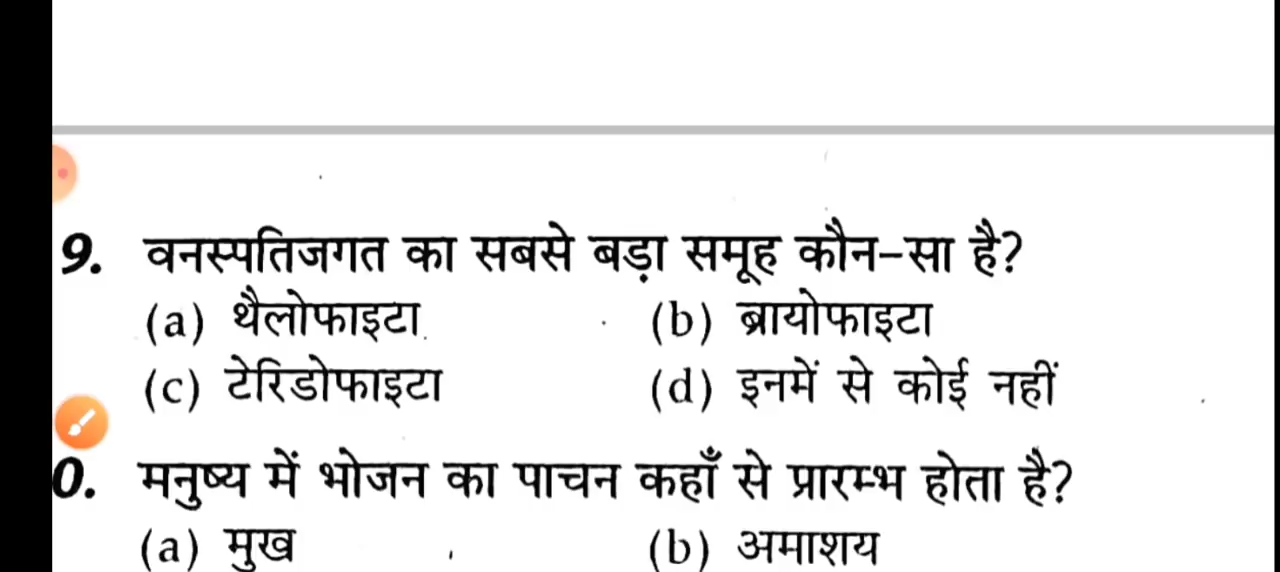 9. वनस्पतिजगत का सबसे बड़ा समूह कौन-सा है?
(a) थैलोफाइटा (b) ब्रायोफाइटा
(c) टेरिडोफाइटा (d) इनमें से कोई नहीं
0. मनुष्य में भोजन का पाचन कहाँ से प्रारम्भ होता है?
(a) मुख (b) अमाशय